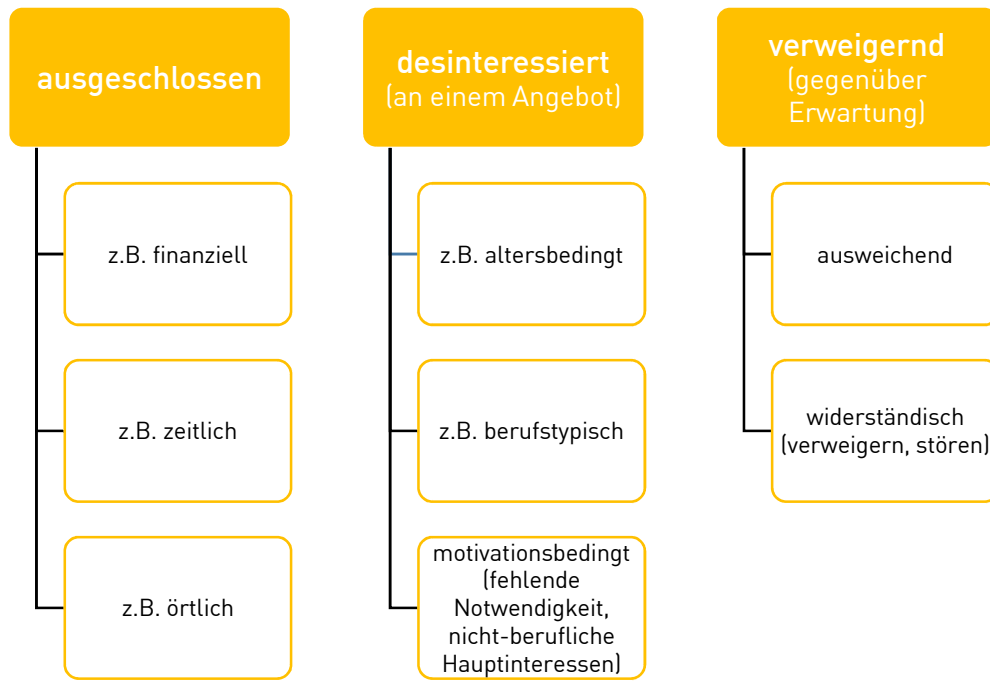 ausgeschlossen
z.B. finanziell
z.B. zeitlich
z.B. örtlich
desinteressiert
(an einem Angebot)
z.B. altersbedingt
z.B. berufstypisch
motivationsbedingt
(fehlende
Notwendigkeit,
nicht-berufliche
Hauptinteressen)
verweigernd
(gegenüber
Erwartung)
ausweichend
widerständisch
(verweigern, stören)